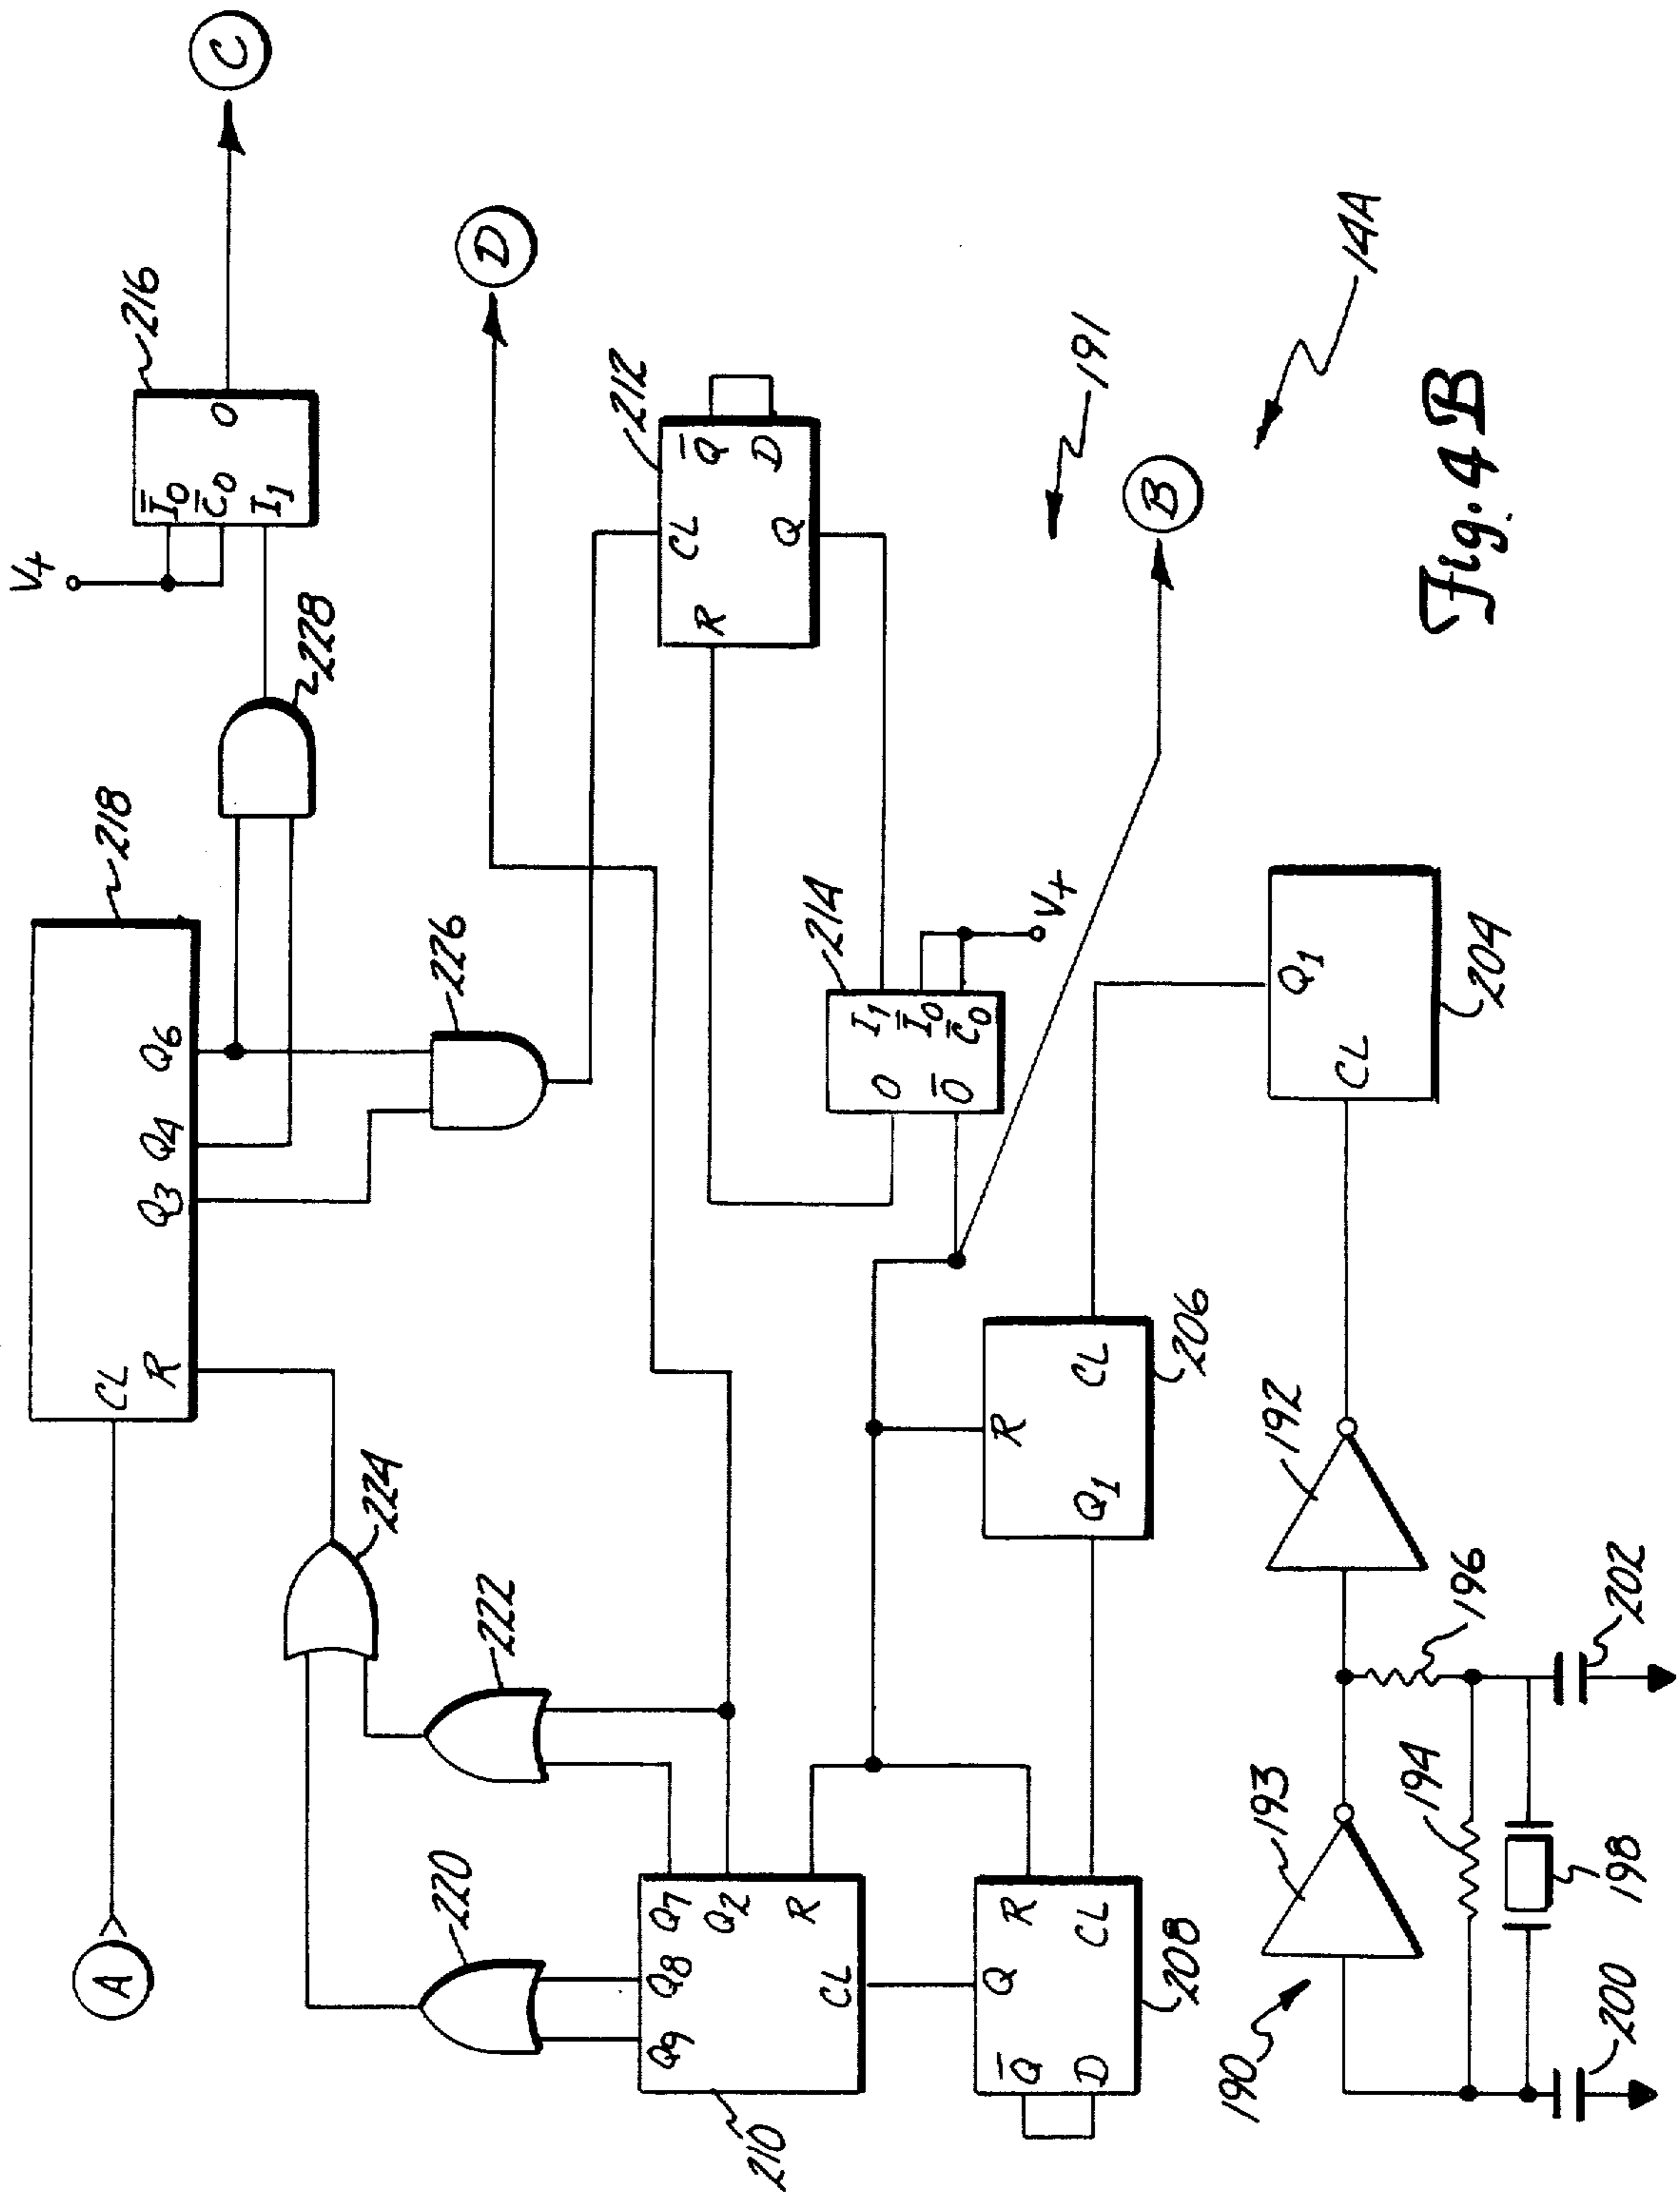 C
V+
216
Ī0
C̄0
I1
O
228
218
CL
R
Q3
Q4
Q6
A
D
226
224
212
CL
R
Q̄
D
Q
222
220
Q9
Q8
Q7
Q2
R
CL
210
214
I1
Ī0
C̄0
O
Ō
V+
191
B
14A
206
R
Q1
CL
208
Q
R
Q̄
D
CL
Q1
CL
204
192
193
190
194
196
198
200
202
Fig. 4B